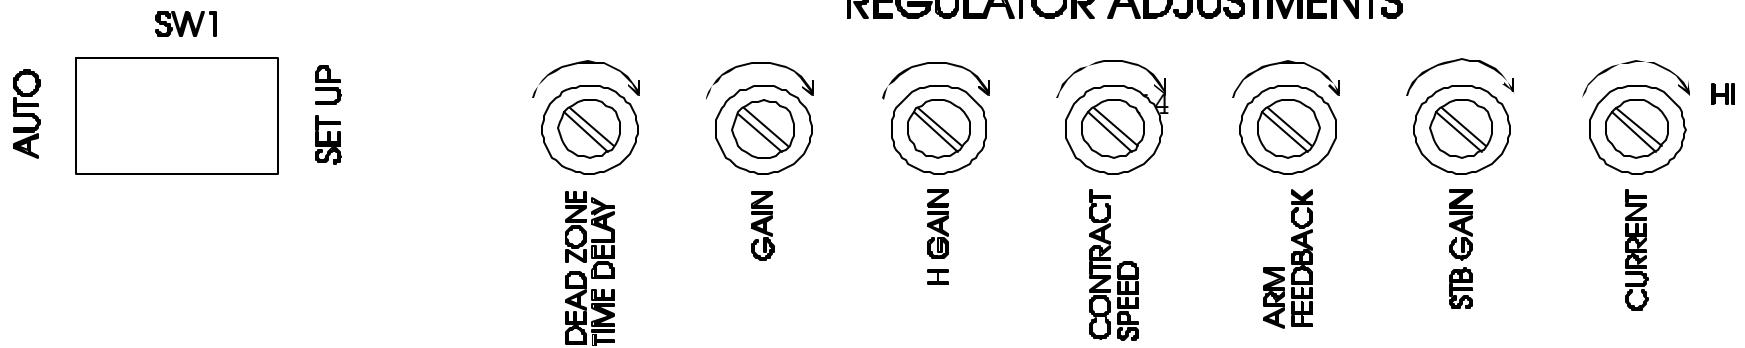 REGULATOR ADJUSTMENTS
SW1
AUTO
SET UP
HI
4
DEAD ZONE
TIME DELAY
GAIN
H GAIN
CONTRACT
SPEED
ARM
FEEDBACK
STB GAIN
CURRENT